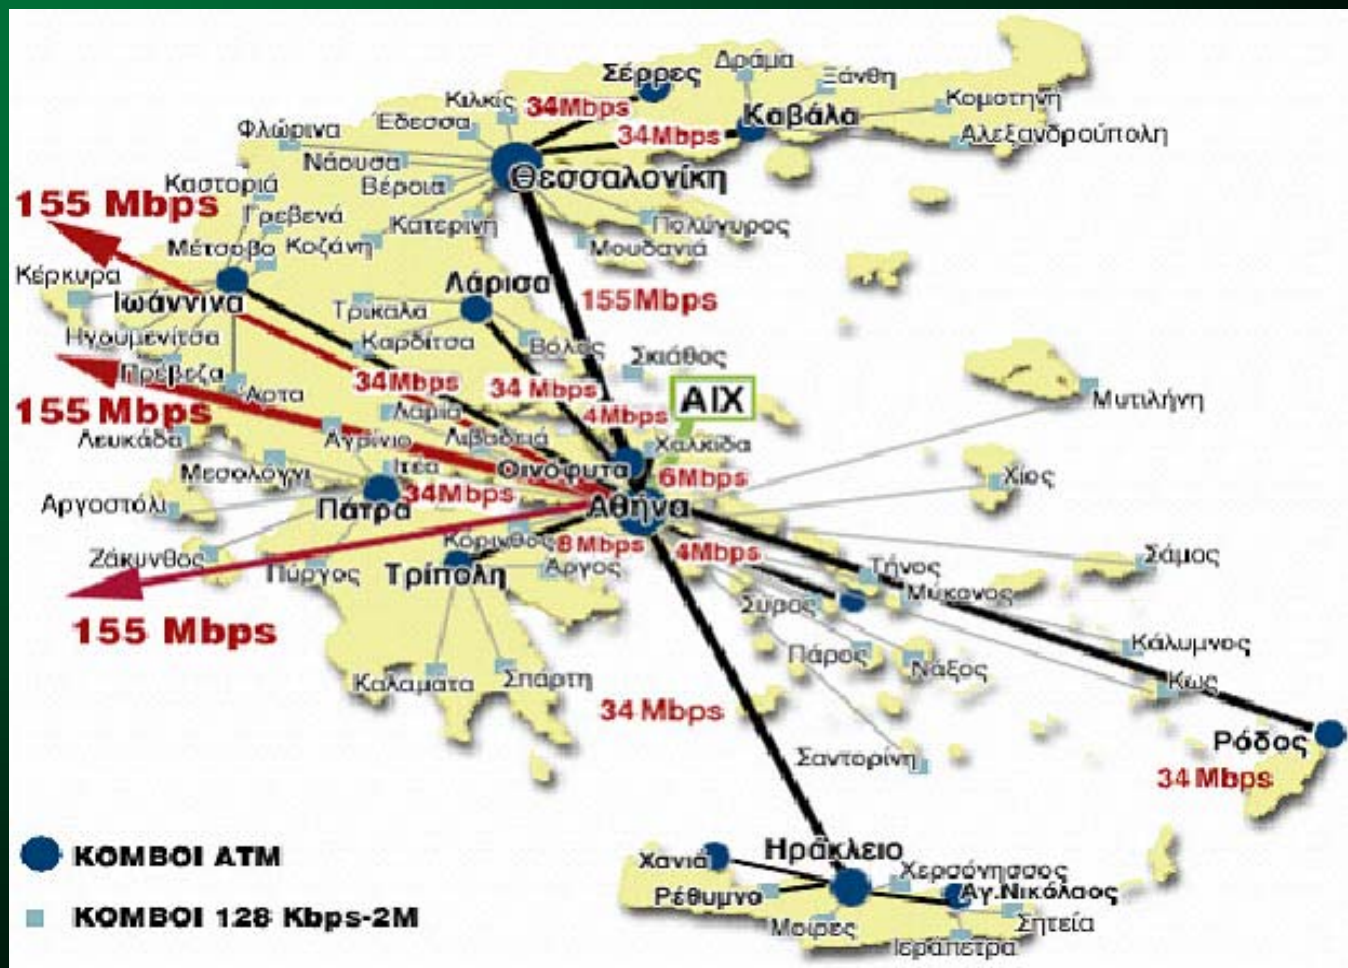 Σέρρες
Δράμα
Ξάνθη
Κιλκίς
34Mbps
Καβάλα
Κομοτηνή
Φλώρινα
Έδεσσα
34Mbps
Αλεξανδρούπολη
Νάουσα
Θεσσαλονίκη
Καστοριά
Βέροια
155 Mbps
Γρεβενά
Κατερίνη
Πολύγυρος
Μέτσοβο
Κοζάνη
Μουδανιά
Κέρκυρα
Ιωάννινα
Λάρισα
155Mbps
Τρίκαλα
Ηγουμενίτσα
Καρδίτσα
Βόλος
Σκιάθος
Πρέβεζα
34Mbps
34 Mbps
AIX
Άρτα
155 Mbps
Λαμία
4Mbps
Μυτιλήνη
Λευκάδα
Αγρίνιο
Λιβαδειά
Χαλκίδα
Μεσολόγγι
Ιτέα
Οινόφυτα
6Mbps
Χίος
34Mbps
Αργοστόλι
Πάτρα
Αθήνα
Κόρινθος
8Mbps
4Mbps
Σάμος
Ζάκυνθος
Πύργος
Τρίπολη
Άργος
Τήνος
Σύρος
Μύκονος
155 Mbps
Πάρος
Νάξος
Κάλυμνος
Καλαμάτα
Σπάρτη
Κως
34 Mbps
Ρόδος
Σαντορίνη
34 Mbps
ΚΟΜΒΟΙ ΑΤΜ
Χανιά
Ηράκλειο
Χερσόνησσος
Ρέθυμνο
Αγ.Νικόλαος
ΚΟΜΒΟΙ 128 Kbps-2M
Μοίρες
Σητεία
Ιεράπετρα